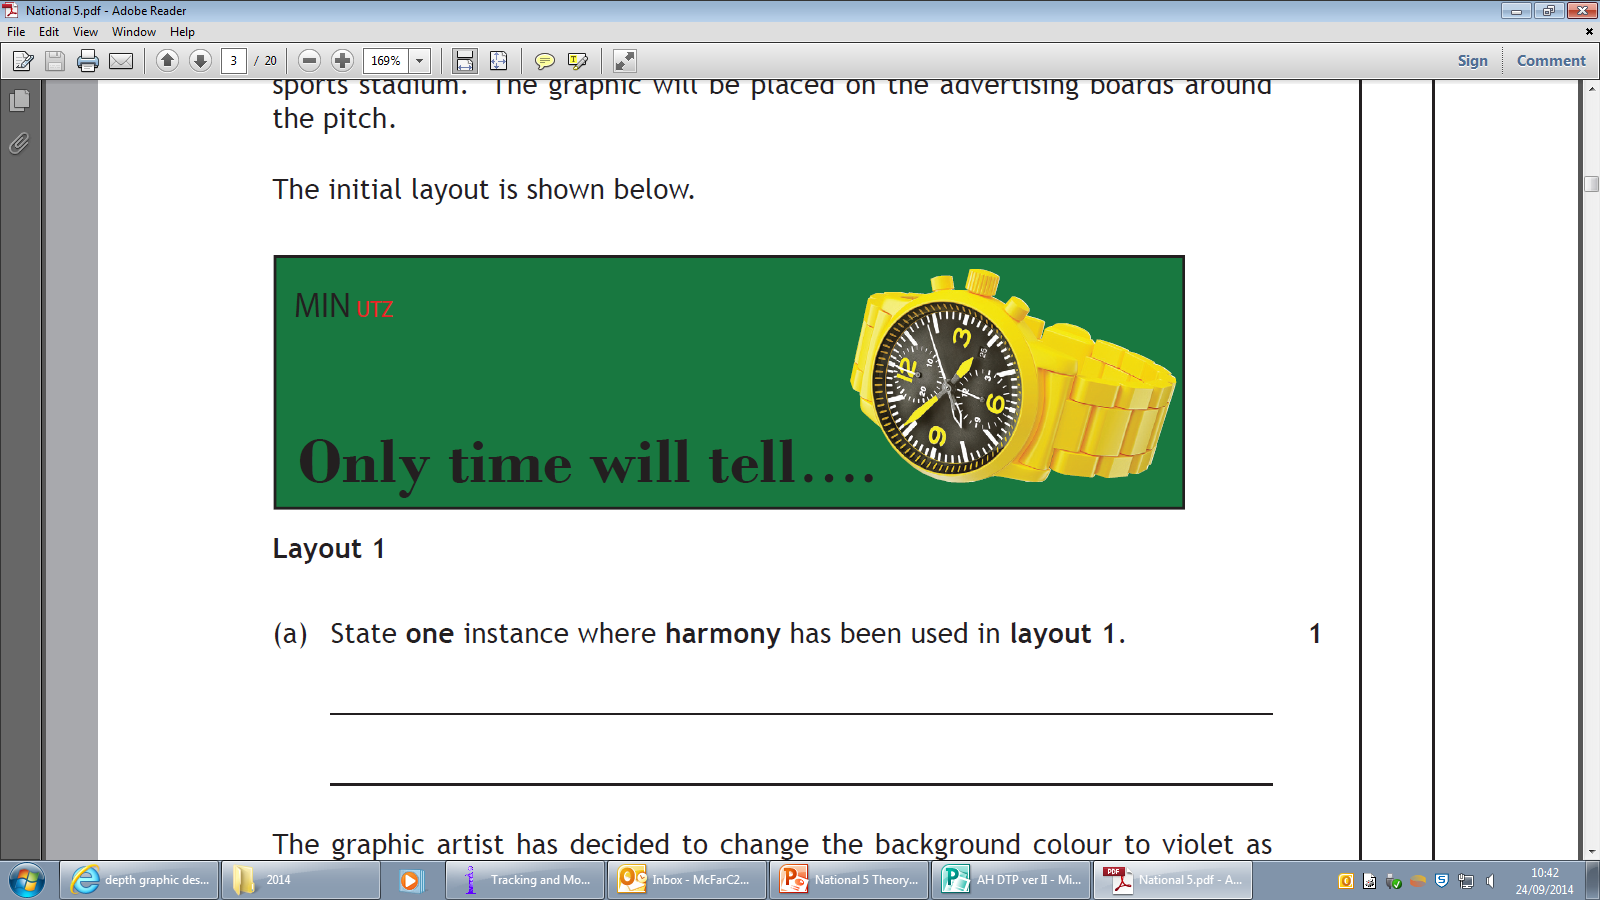 National 5.pdf - Adobe Reader
File Edit View Window Help
3 / 20 169% Sign Comment
sports stadium. The graphic will be placed on the advertising boards around
the pitch.
The initial layout is shown below.
MIN UTZ
3
12
6
9
Only time will tell....
Layout 1
(a) State one instance where harmony has been used in layout 1. 1
The graphic artist has decided to change the background colour to violet as
depth graphic des... 2014 Tracking and Mo... Inbox - McFarC2... National 5 Theory... AH DTP ver II - Mi... National 5.pdf - A... 10:42
24/09/2014